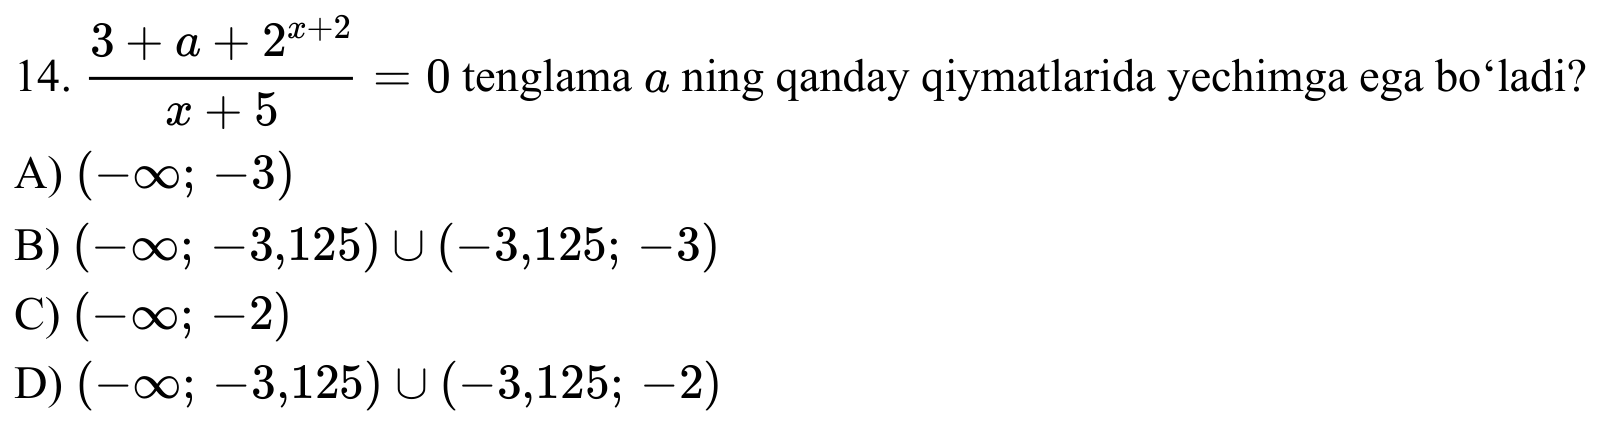 14. \frac{3 + a + 2^{x+2}}{x + 5} = 0 tenglama a ning qanday qiymatlarida yechimga ega bo‘ladi?
A) (−∞; −3)
B) (−∞; −3,125) ∪ (−3,125; −3)
C) (−∞; −2)
D) (−∞; −3,125) ∪ (−3,125; −2)